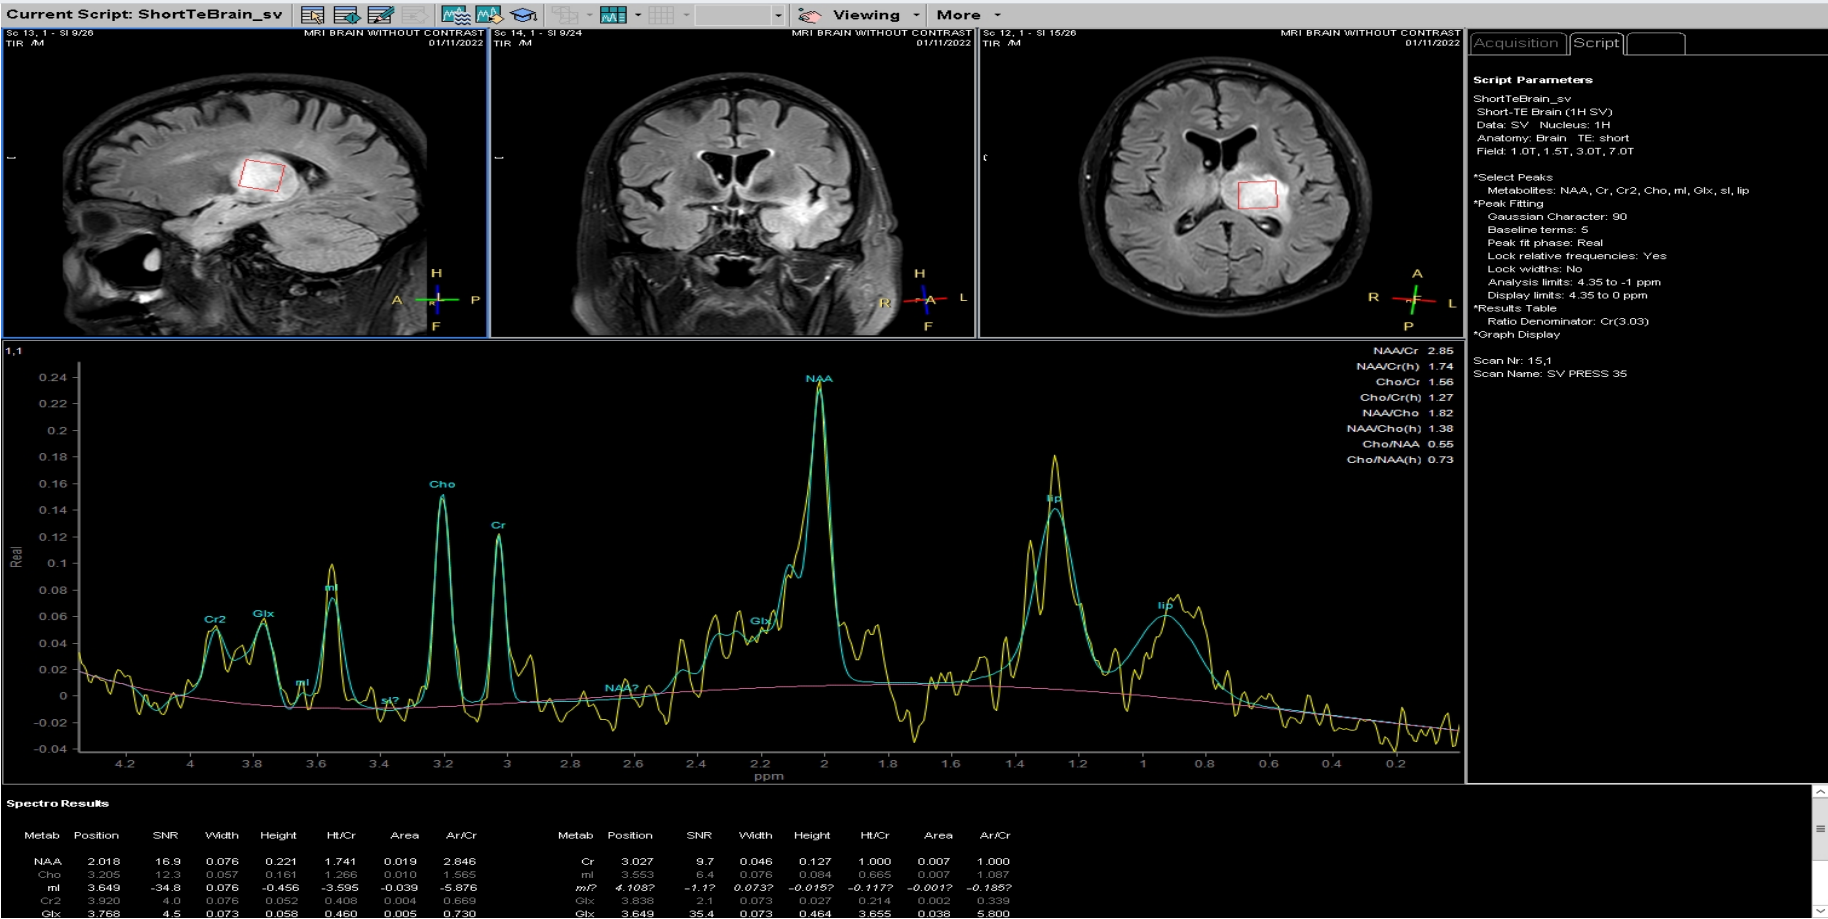 Current Script: ShortTeBrain_sv
Viewing
More
Sc 13, 1 - Sl 9/26
MRI BRAIN WITHOUT CONTRAST
TIR /M
01/11/2022
H
A
L
P
R
F
Sc 14, 1 - Sl 9/24
MRI BRAIN WITHOUT CONTRAST
TIR /M
01/11/2022
H
R
A
L
F
Sc 12, 1 - Sl 15/26
MRI BRAIN WITHOUT CONTRAST
TIR /M
01/11/2022
A
R
F
L
P
Acquisition
Script
Script Parameters
ShortTeBrain_sv
Short-TE Brain (1H SV)
Data: SV Nucleus: 1H
Anatomy: Brain TE: short
Field: 1.0T, 1.5T, 3.0T, 7.0T
*Select Peaks
Metabolites: NAA, Cr, Cr2, Cho, mI, Glx, sI, lip
*Peak Fitting
Gaussian Character: 90
Baseline terms: 5
Peak fit phase: Real
Lock relative frequencies: Yes
Lock widths: No
Analysis limits: 4.35 to -1 ppm
Display limits: 4.35 to 0 ppm
*Results Table
Ratio Denominator: Cr(3.03)
*Graph Display
Scan Nr: 15,1
Scan Name: SV PRESS 35
1,1
NAA/Cr 2.85
NAA/Cr(h) 1.74
Cho/Cr 1.56
Cho/Cr(h) 1.27
NAA/Cho 1.82
NAA/Cho(h) 1.38
Cho/NAA 0.55
Cho/NAA(h) 0.73
0.24
0.22
0.2
0.18
0.16
0.14
0.12
0.1
0.08
0.06
0.04
0.02
0
-0.02
-0.04
Real
Cr2
Glx
mI
mI
sI?
Cho
Cr
NAA?
Glx
NAA
lip
lip
4.2 4 3.8 3.6 3.4 3.2 3 2.8 2.6 2.4 2.2 2 1.8 1.6 1.4 1.2 1 0.8 0.6 0.4 0.2
ppm
Spectro Results
Metab Position SNR Width Height Ht/Cr Area Ar/Cr Metab Position SNR Width Height Ht/Cr Area Ar/Cr
NAA 2.018 16.9 0.076 0.221 1.741 0.019 2.846 Cr 3.027 9.7 0.046 0.127 1.000 0.007 1.000
Cho 3.205 12.3 0.057 0.161 1.266 0.010 1.565 mI 3.553 6.4 0.076 0.084 0.665 0.007 1.087
mI 3.649 -34.8 0.076 -0.456 -3.595 -0.039 -5.876 mI? 4.108? -1.1? 0.073? -0.015? -0.117? -0.001? -0.185?
Cr2 3.920 4.0 0.076 0.052 0.408 0.004 0.669 Glx 3.838 2.1 0.073 0.027 0.214 0.002 0.339
Glx 3.768 4.5 0.073 0.058 0.460 0.005 0.730 Glx 3.649 35.4 0.073 0.464 3.655 0.038 5.800